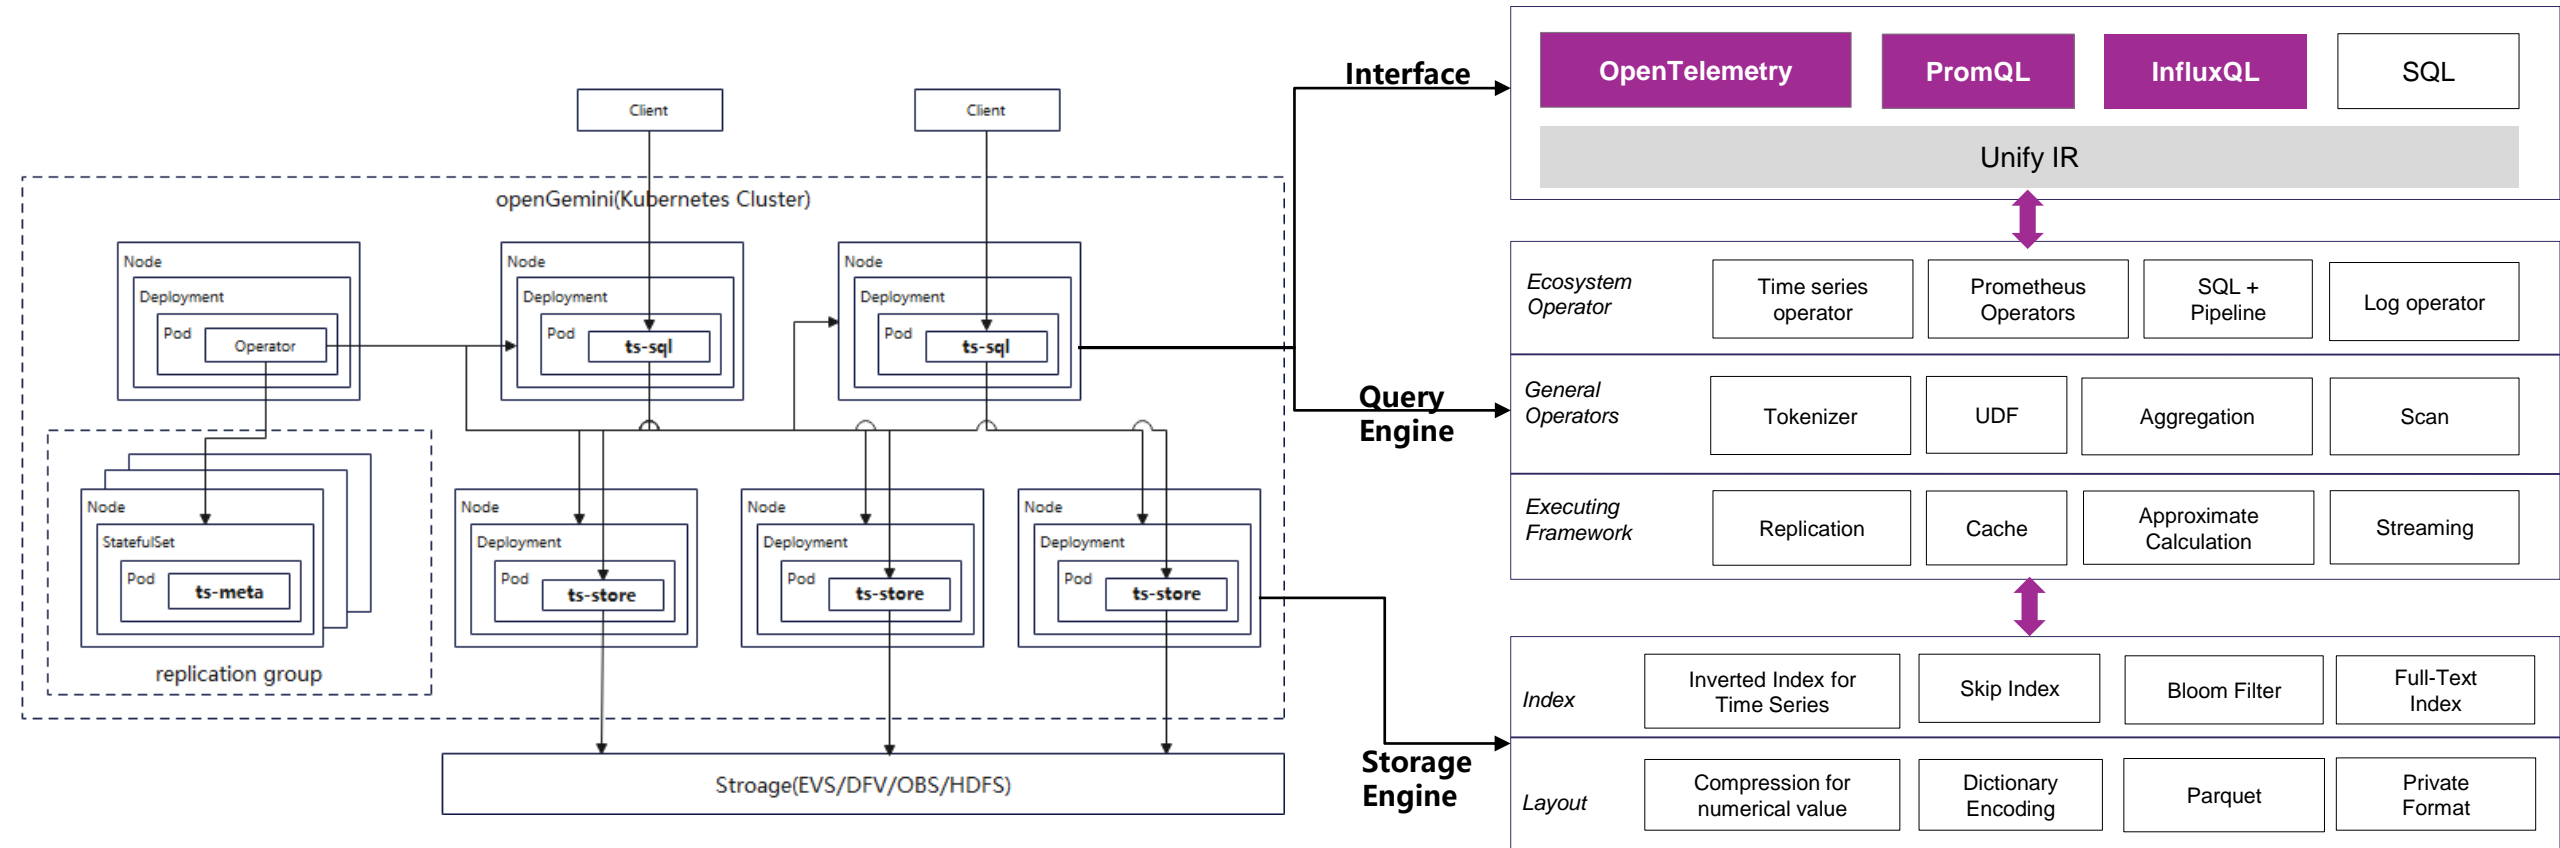 Client
Client
openGemini(Kubernetes Cluster)
Node
Deployment
Pod
Operator
Node
Deployment
Pod
ts-sql
Node
Deployment
Pod
ts-sql
Node
StatefulSet
Pod
ts-meta
replication group
Node
Deployment
Pod
ts-store
Node
Deployment
Pod
ts-store
Node
Deployment
Pod
ts-store
Stroage(EVS/DFV/OBS/HDFS)
Interface
Query
Engine
Storage
Engine
OpenTelemetry
PromQL
InfluxQL
SQL
Unify IR
Ecosystem
Operator
Time series
operator
Prometheus
Operators
SQL +
Pipeline
Log operator
General
Operators
Tokenizer
UDF
Aggregation
Scan
Executing
Framework
Replication
Cache
Approximate
Calculation
Streaming
Index
Inverted Index for
Time Series
Skip Index
Bloom Filter
Full-Text
Index
Layout
Compression for
numerical value
Dictionary
Encoding
Parquet
Private
Format